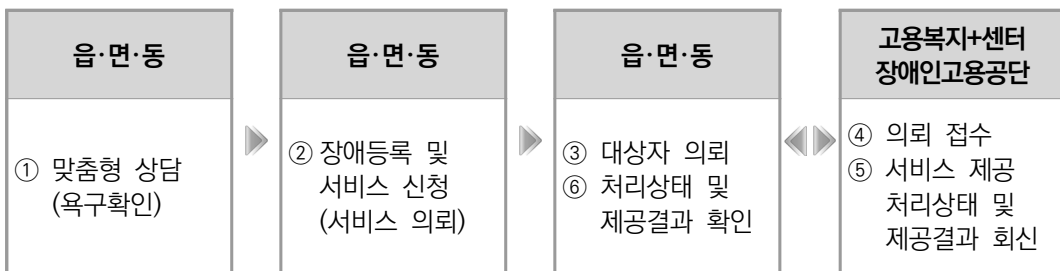 읍·면·동
① 맞춤형 상담
(욕구확인)
읍·면·동
② 장애등록 및
서비스 신청
(서비스 의뢰)
읍·면·동
③ 대상자 의뢰
⑥ 처리상태 및
제공결과 확인
고용복지+센터
장애인고용공단
④ 의뢰 접수
⑤ 서비스 제공
처리상태 및
제공결과 회신